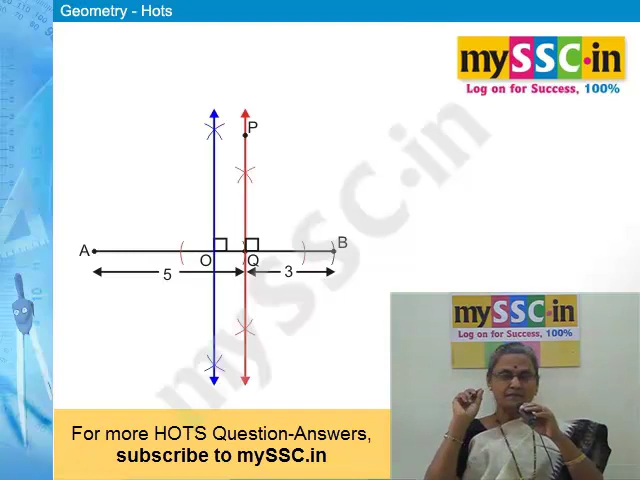 Geometry - Hots
mySSC.in
Log on for Success, 100%
P
A
B
O
Q
5
3
mySSC.in
mySSC.in
Log on for Success, 100%
For more HOTS Question-Answers,
subscribe to mySSC.in